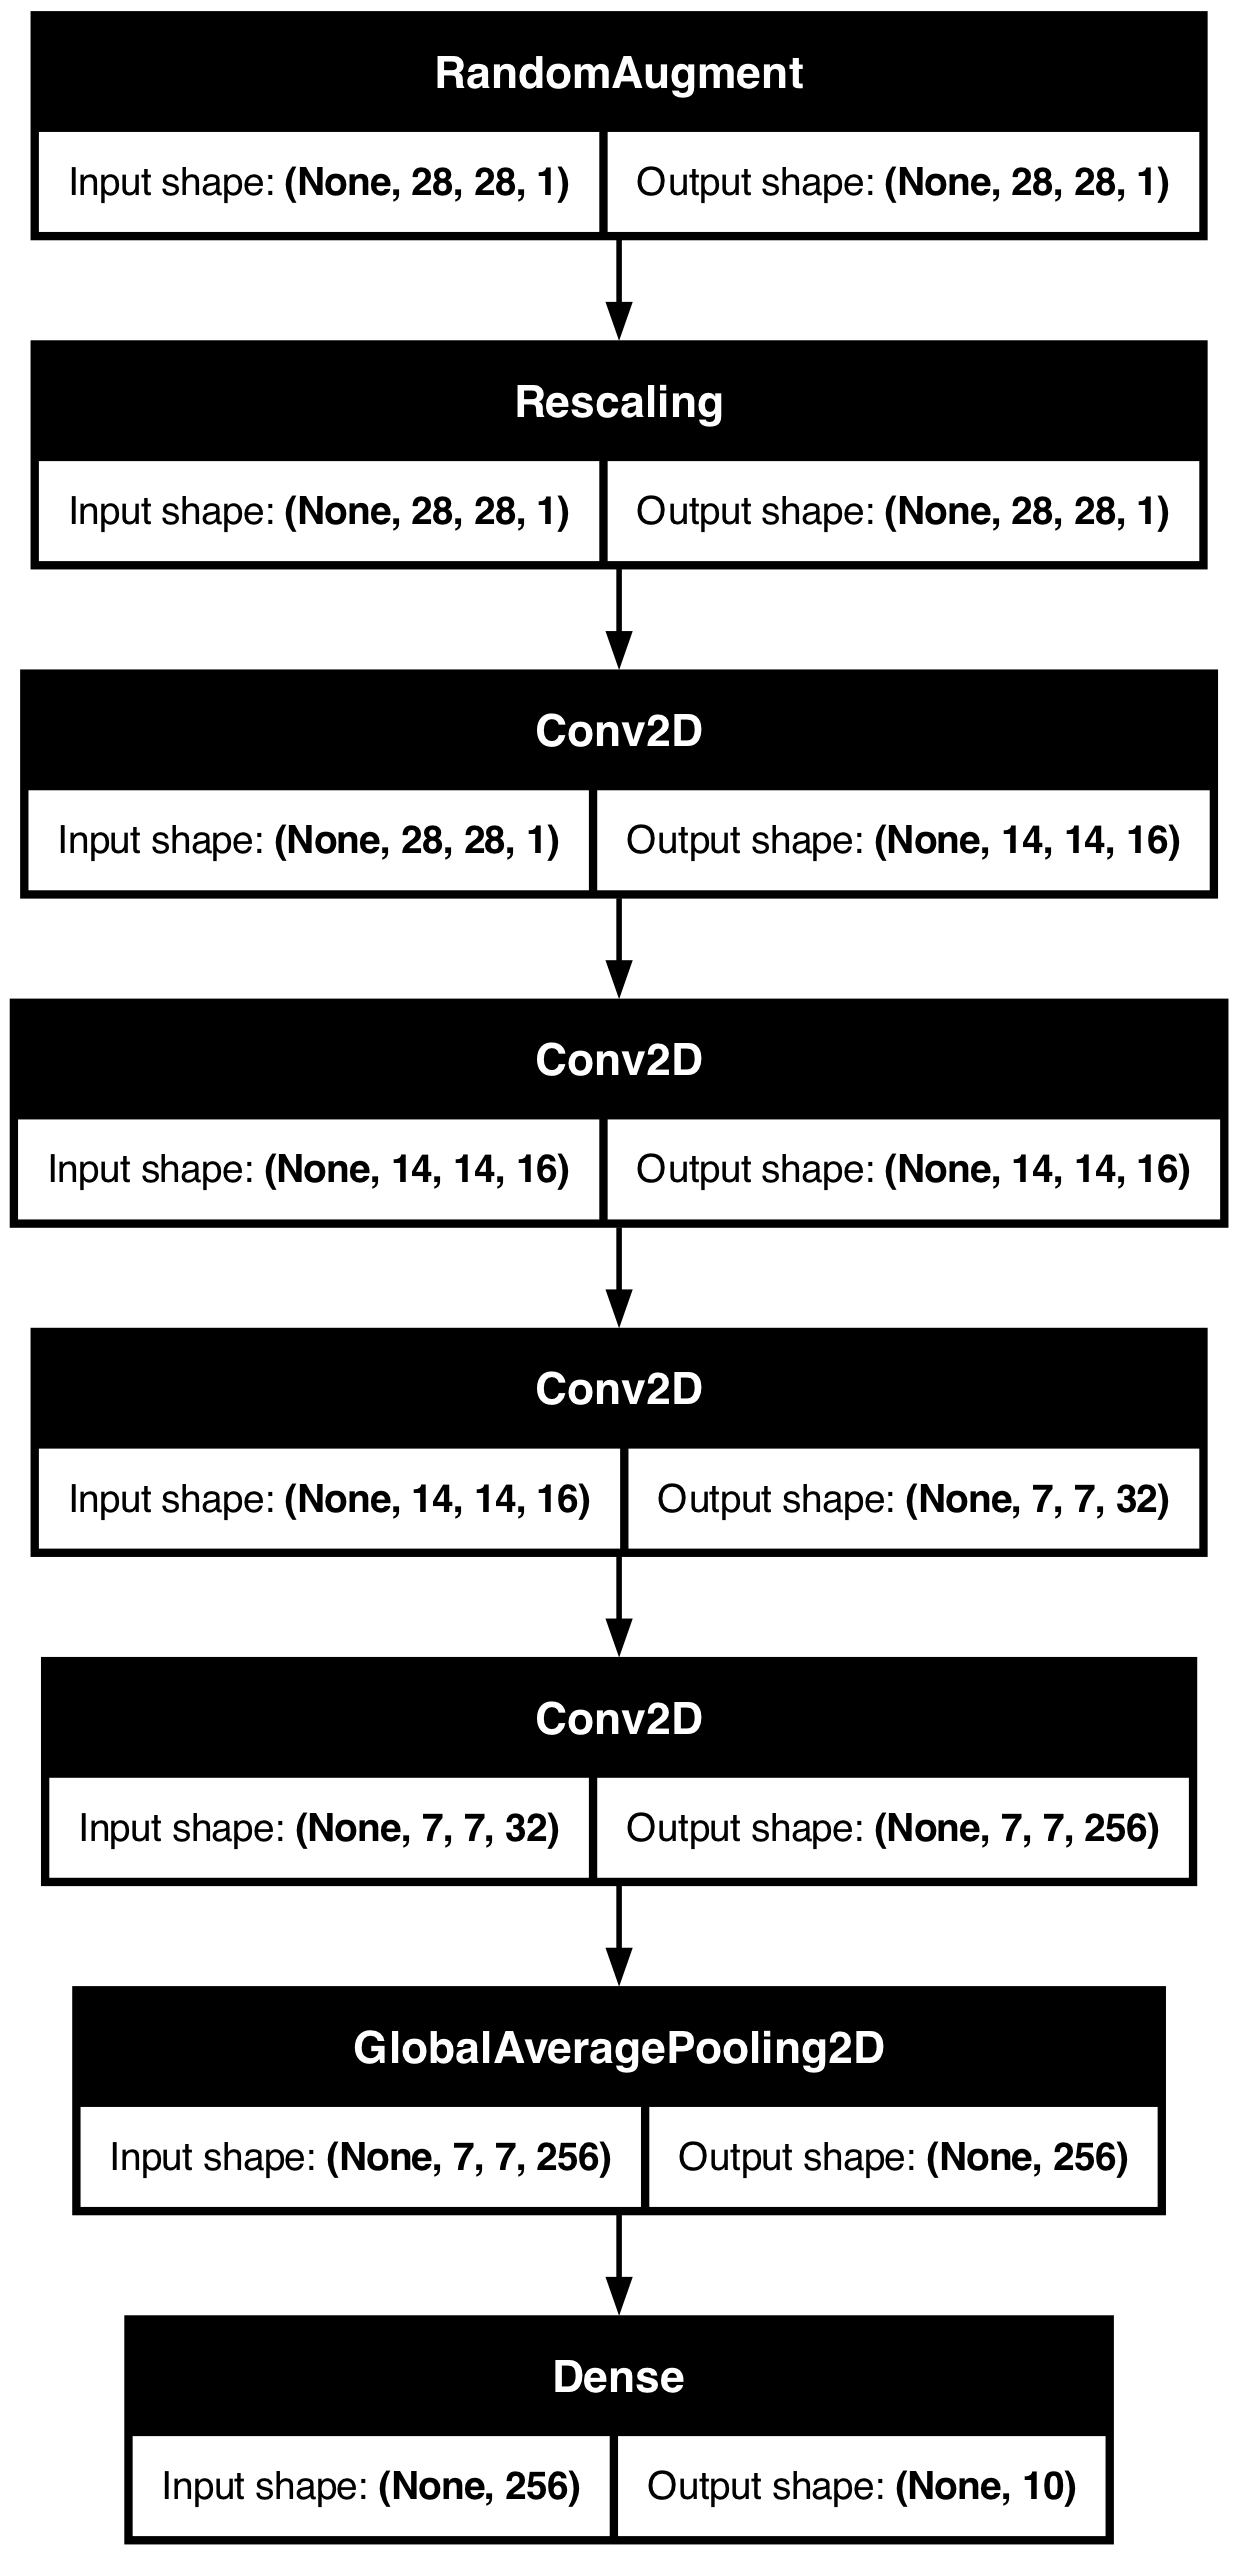 RandomAugment
Input shape: (None, 28, 28, 1) Output shape: (None, 28, 28, 1)
Rescaling
Input shape: (None, 28, 28, 1) Output shape: (None, 28, 28, 1)
Conv2D
Input shape: (None, 28, 28, 1) Output shape: (None, 14, 14, 16)
Conv2D
Input shape: (None, 14, 14, 16) Output shape: (None, 14, 14, 16)
Conv2D
Input shape: (None, 14, 14, 16) Output shape: (None, 7, 7, 32)
Conv2D
Input shape: (None, 7, 7, 32) Output shape: (None, 7, 7, 256)
GlobalAveragePooling2D
Input shape: (None, 7, 7, 256) Output shape: (None, 256)
Dense
Input shape: (None, 256) Output shape: (None, 10)